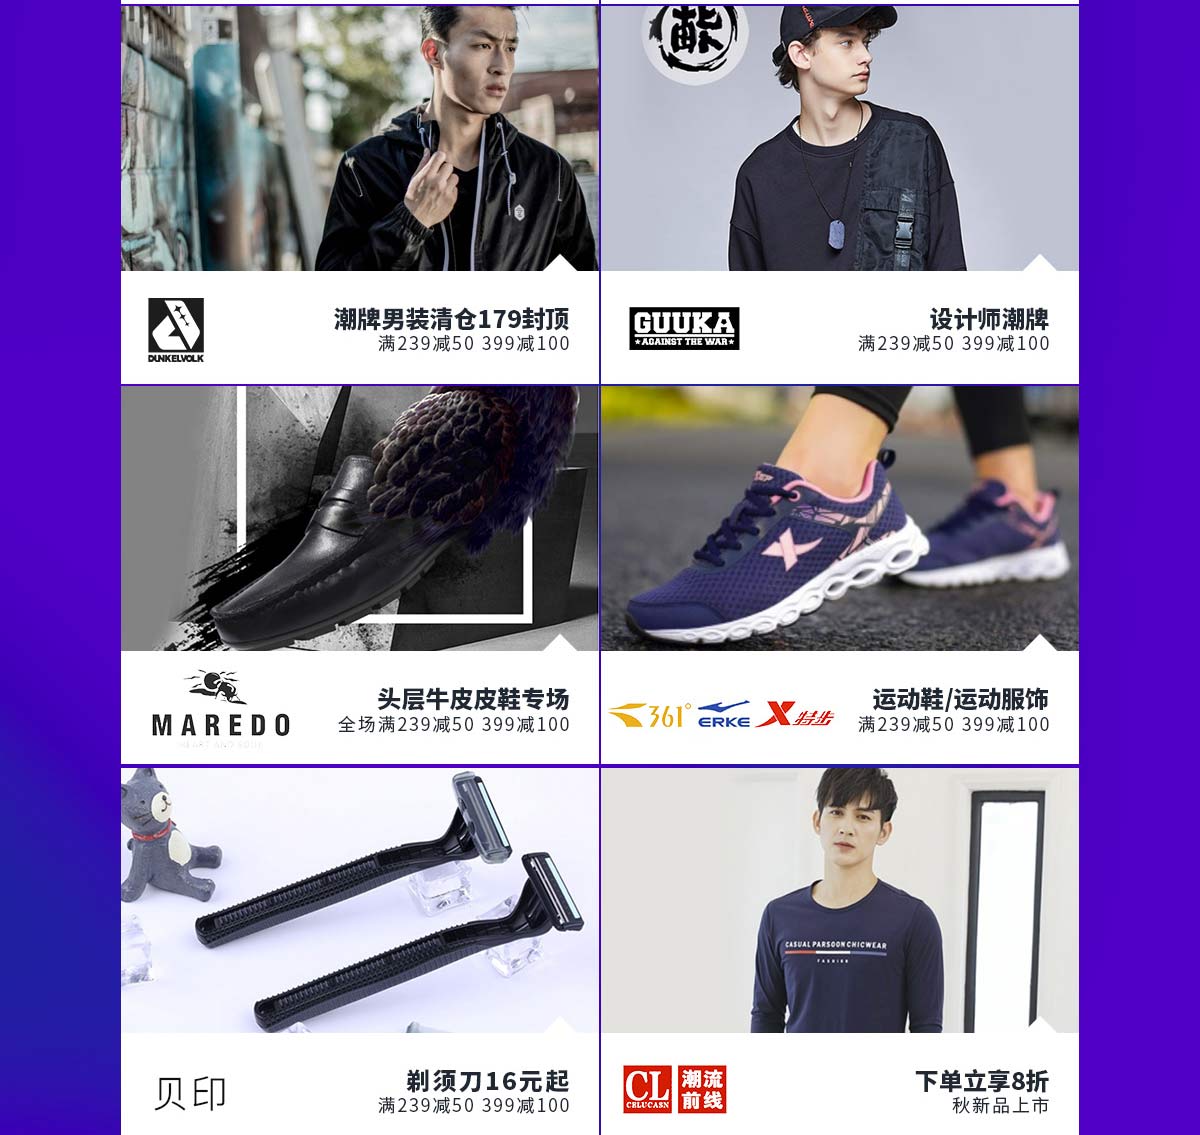 DUNKELVOLK
潮牌男装清仓179封顶
满239减50 399减100
GUUKA
★AGAINST THE WAR★
设计师潮牌
满239减50 399减100
MAREDO
头层牛皮皮鞋专场
全场满239减50 399减100
361°
ERKE
特步
运动鞋/运动服饰
满239减50 399减100
贝印
剃须刀16元起
满239减50 399减100
CASUAL PARSOON CHICWEAR
FASHION
CL
CELUCASN
潮流
前线
下单立享8折
秋新品上市